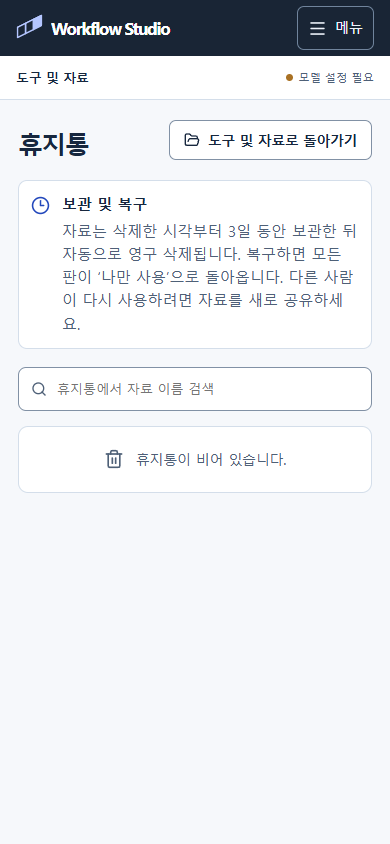 Workflow Studio
메뉴
도구 및 자료
모델 설정 필요
휴지통
도구 및 자료로 돌아가기
보관 및 복구
자료는 삭제한 시각부터 3일 동안 보관한 뒤
자동으로 영구 삭제됩니다. 복구하면 모든
판이 ‘나만 사용’으로 돌아옵니다. 다른 사람
이 다시 사용하려면 자료를 새로 공유하세
요.
휴지통에서 자료 이름 검색
휴지통이 비어 있습니다.